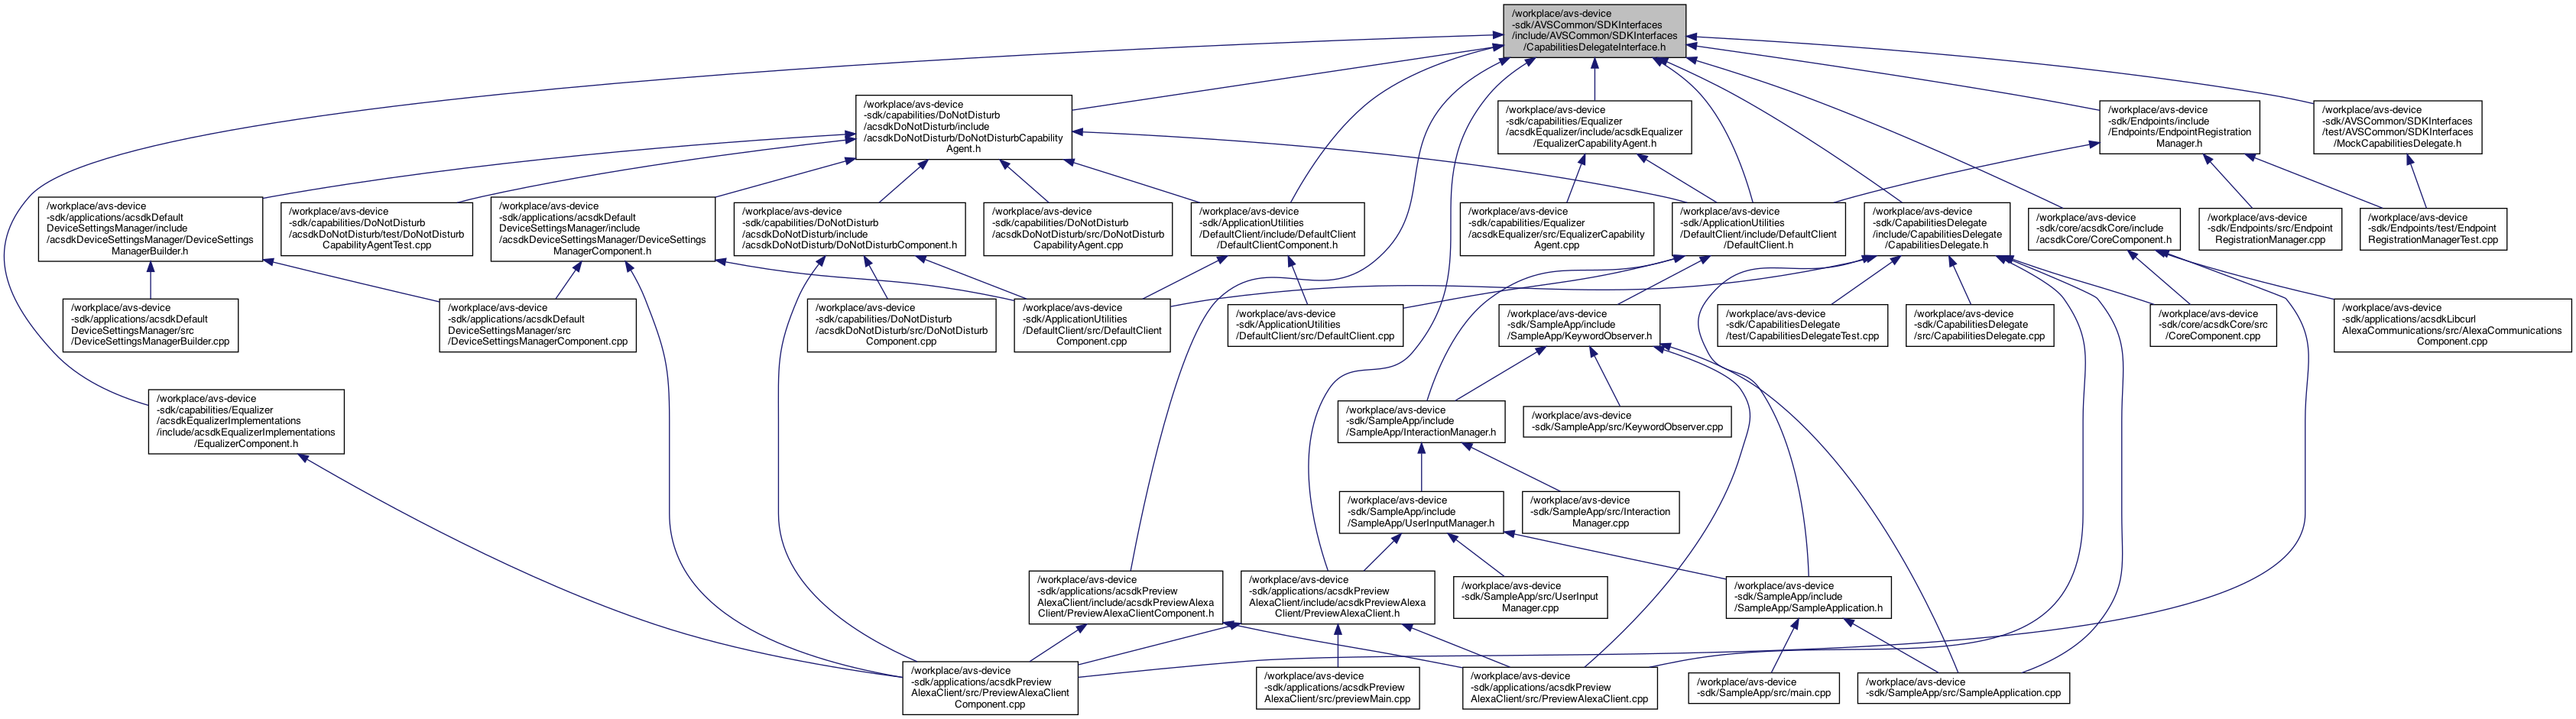 /workplace/avs-device
-sdk/AVSCommon/SDKInterfaces
/include/AVSCommon/SDKInterfaces
/CapabilitiesDelegateInterface.h
/workplace/avs-device
-sdk/capabilities/DoNotDisturb
/acsdkDoNotDisturb/include
/acsdkDoNotDisturb/DoNotDisturbCapability
Agent.h
/workplace/avs-device
-sdk/capabilities/Equalizer
/acsdkEqualizer/include/acsdkEqualizer
/EqualizerCapabilityAgent.h
/workplace/avs-device
-sdk/Endpoints/include
/Endpoints/EndpointRegistration
Manager.h
/workplace/avs-device
-sdk/AVSCommon/SDKInterfaces
/test/AVSCommon/SDKInterfaces
/MockCapabilitiesDelegate.h
/workplace/avs-device
-sdk/applications/acsdkDefault
DeviceSettingsManager/include
/acsdkDeviceSettingsManager/DeviceSettings
ManagerBuilder.h
/workplace/avs-device
-sdk/capabilities/DoNotDisturb
/acsdkDoNotDisturb/test/DoNotDisturb
CapabilityAgentTest.cpp
/workplace/avs-device
-sdk/applications/acsdkDefault
DeviceSettingsManager/include
/acsdkDeviceSettingsManager/DeviceSettings
ManagerComponent.h
/workplace/avs-device
-sdk/capabilities/DoNotDisturb
/acsdkDoNotDisturb/include
/acsdkDoNotDisturb/DoNotDisturbComponent.h
/workplace/avs-device
-sdk/capabilities/DoNotDisturb
/acsdkDoNotDisturb/src/DoNotDisturb
CapabilityAgent.cpp
/workplace/avs-device
-sdk/ApplicationUtilities
/DefaultClient/include/DefaultClient
/DefaultClientComponent.h
/workplace/avs-device
-sdk/capabilities/Equalizer
/acsdkEqualizer/src/EqualizerCapability
Agent.cpp
/workplace/avs-device
-sdk/ApplicationUtilities
/DefaultClient/include/DefaultClient
/DefaultClient.h
/workplace/avs-device
-sdk/CapabilitiesDelegate
/include/CapabilitiesDelegate
/CapabilitiesDelegate.h
/workplace/avs-device
-sdk/core/acsdkCore/include
/acsdkCore/CoreComponent.h
/workplace/avs-device
-sdk/Endpoints/src/Endpoint
RegistrationManager.cpp
/workplace/avs-device
-sdk/Endpoints/test/Endpoint
RegistrationManagerTest.cpp
/workplace/avs-device
-sdk/applications/acsdkDefault
DeviceSettingsManager/src
/DeviceSettingsManagerBuilder.cpp
/workplace/avs-device
-sdk/applications/acsdkDefault
DeviceSettingsManager/src
/DeviceSettingsManagerComponent.cpp
/workplace/avs-device
-sdk/capabilities/DoNotDisturb
/acsdkDoNotDisturb/src/DoNotDisturb
Component.cpp
/workplace/avs-device
-sdk/ApplicationUtilities
/DefaultClient/src/DefaultClient
Component.cpp
/workplace/avs-device
-sdk/ApplicationUtilities
/DefaultClient/src/DefaultClient.cpp
/workplace/avs-device
-sdk/SampleApp/include
/SampleApp/KeywordObserver.h
/workplace/avs-device
-sdk/CapabilitiesDelegate
/test/CapabilitiesDelegateTest.cpp
/workplace/avs-device
-sdk/CapabilitiesDelegate
/src/CapabilitiesDelegate.cpp
/workplace/avs-device
-sdk/core/acsdkCore/src
/CoreComponent.cpp
/workplace/avs-device
-sdk/applications/acsdkLibcurl
AlexaCommunications/src/AlexaCommunications
Component.cpp
/workplace/avs-device
-sdk/capabilities/Equalizer
/acsdkEqualizerImplementations
/include/acsdkEqualizerImplementations
/EqualizerComponent.h
/workplace/avs-device
-sdk/SampleApp/include
/SampleApp/InteractionManager.h
/workplace/avs-device
-sdk/SampleApp/src/KeywordObserver.cpp
/workplace/avs-device
-sdk/SampleApp/include
/SampleApp/UserInputManager.h
/workplace/avs-device
-sdk/SampleApp/src/Interaction
Manager.cpp
/workplace/avs-device
-sdk/applications/acsdkPreview
AlexaClient/include/acsdkPreviewAlexa
Client/PreviewAlexaClientComponent.h
/workplace/avs-device
-sdk/applications/acsdkPreview
AlexaClient/include/acsdkPreviewAlexa
Client/PreviewAlexaClient.h
/workplace/avs-device
-sdk/SampleApp/src/UserInput
Manager.cpp
/workplace/avs-device
-sdk/SampleApp/include
/SampleApp/SampleApplication.h
/workplace/avs-device
-sdk/applications/acsdkPreview
AlexaClient/src/PreviewAlexaClient
Component.cpp
/workplace/avs-device
-sdk/applications/acsdkPreview
AlexaClient/src/previewMain.cpp
/workplace/avs-device
-sdk/applications/acsdkPreview
AlexaClient/src/PreviewAlexaClient.cpp
/workplace/avs-device
-sdk/SampleApp/src/main.cpp
/workplace/avs-device
-sdk/SampleApp/src/SampleApplication.cpp